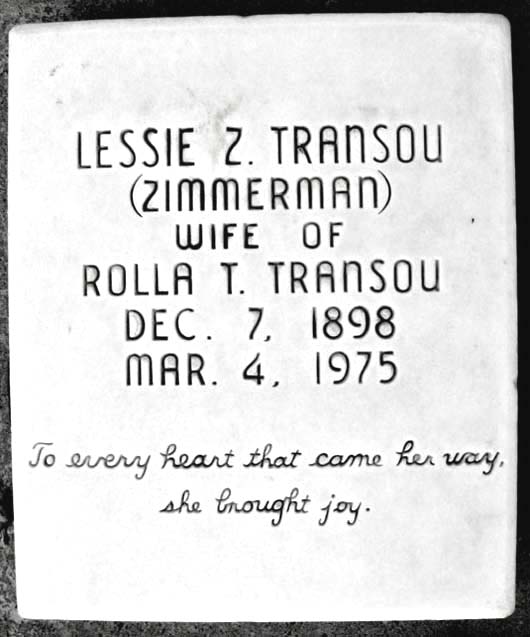 LESSIE Z. TRANSOU
(ZIMMERMAN)
WIFE OF
ROLLA T. TRANSOU
DEC. 7, 1898
MAR. 4, 1975
To every heart that came her way,
she brought joy.